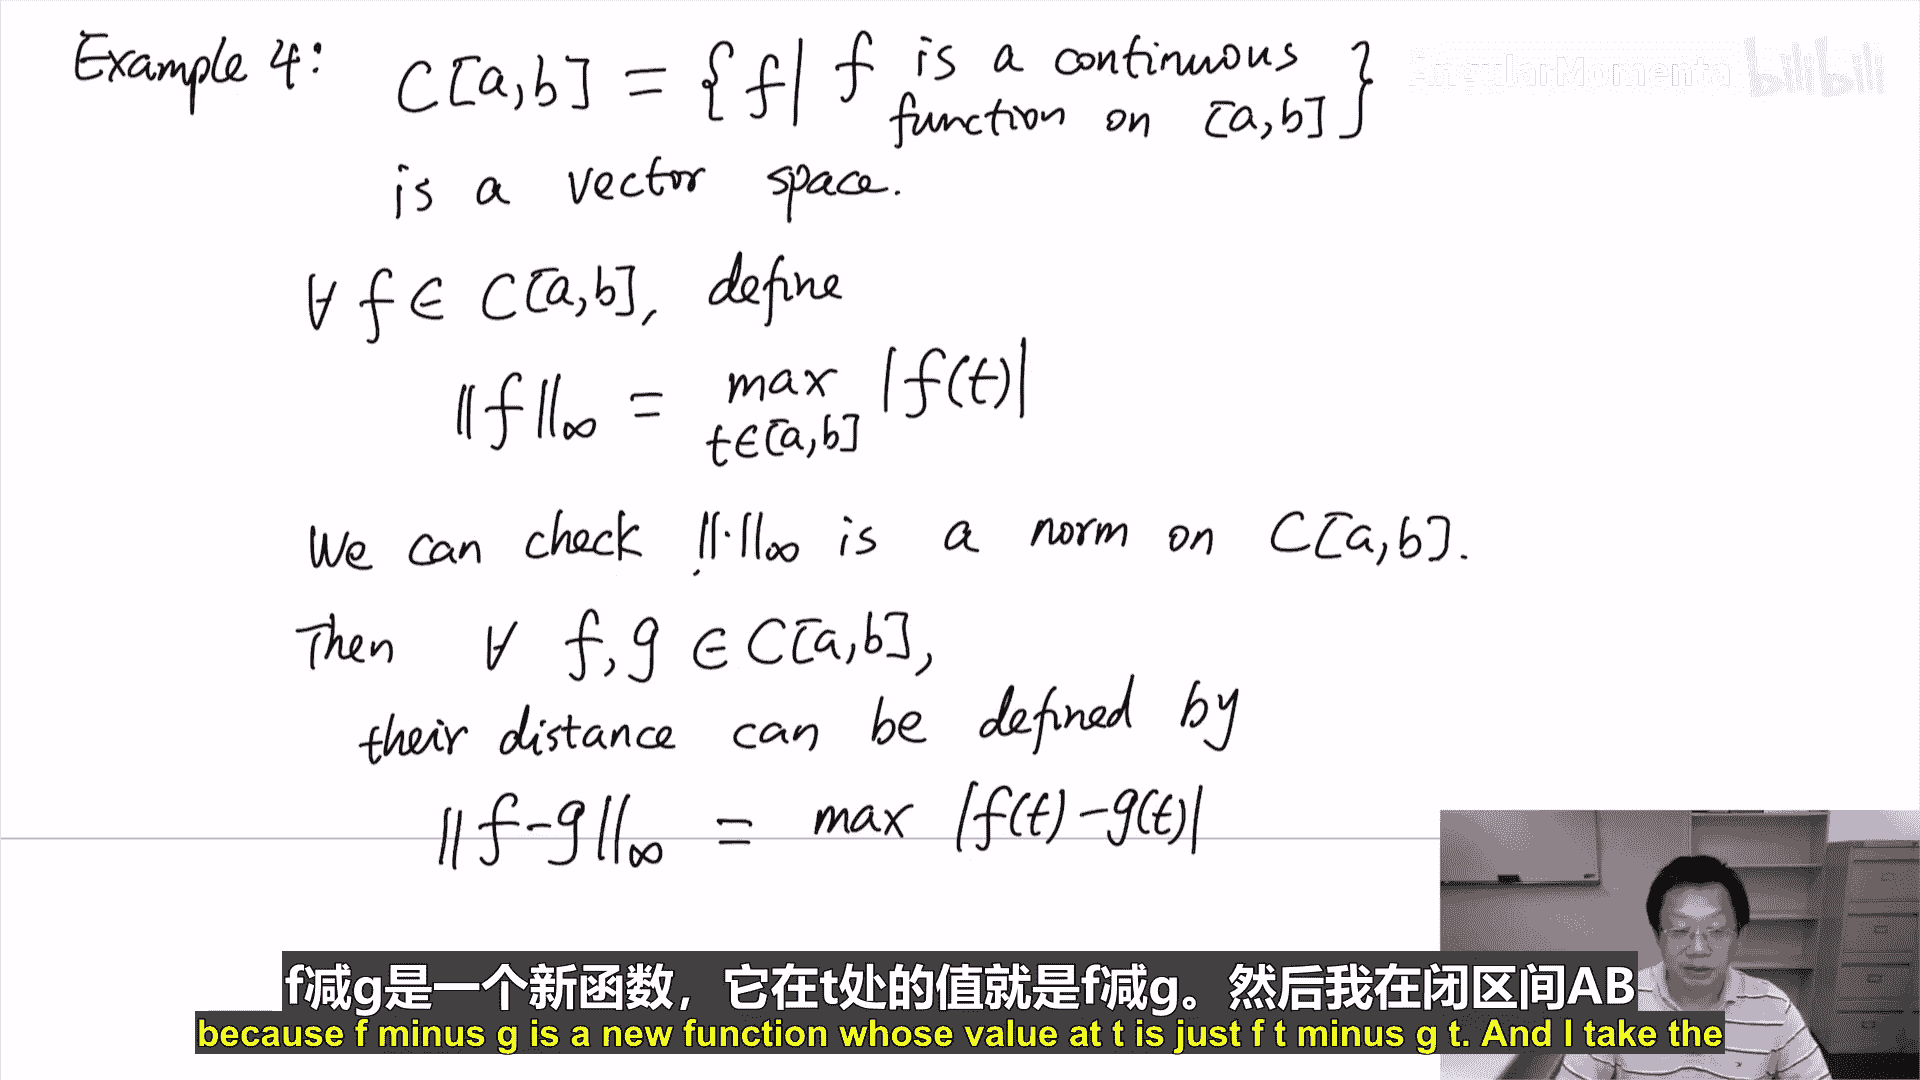 Example 4: C[a,b] = {f | f is a continuous
function on [a,b]}
AngularMomenta bilibili
is a vector space.
∀ f ∈ C[a,b], define
||f||∞ = max |f(t)|
t∈[a,b]
We can check ||·||∞ is a norm on C[a,b].
Then ∀ f, g ∈ C[a,b],
their distance can be defined by
||f-g||∞ = max |f(t)-g(t)|
f减g是一个新函数，它在t处的值就是f减g。然后我在闭区间AB
because f minus g is a new function whose value at t is just f t minus g t. And I take the